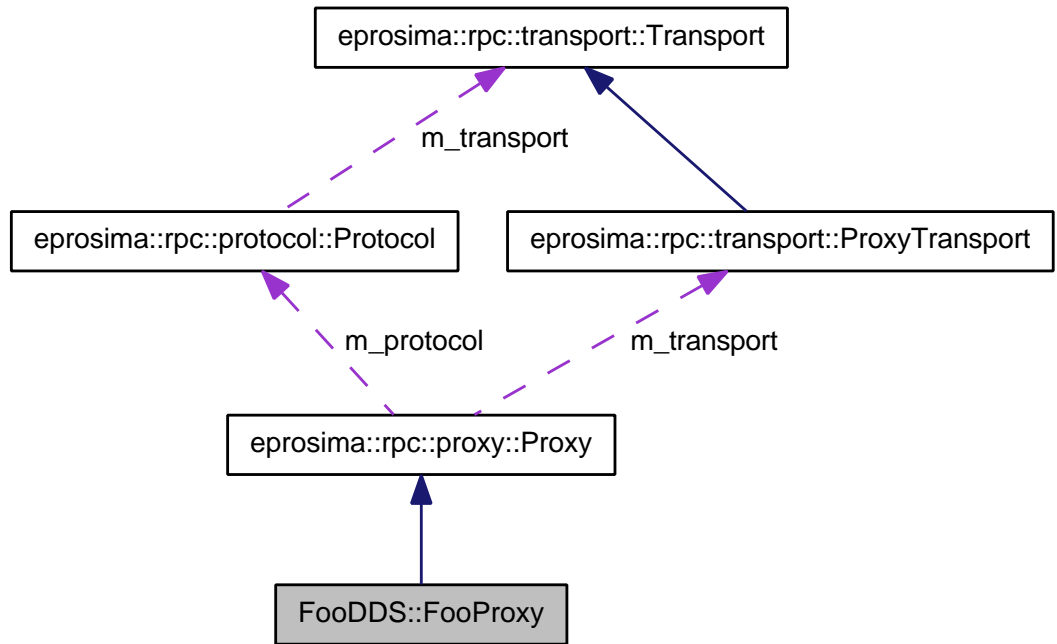 eprosima::rpc::transport::Transport
m_transport
eprosima::rpc::protocol::Protocol
eprosima::rpc::transport::ProxyTransport
m_protocol
m_transport
eprosima::rpc::proxy::Proxy
FooDDS::FooProxy